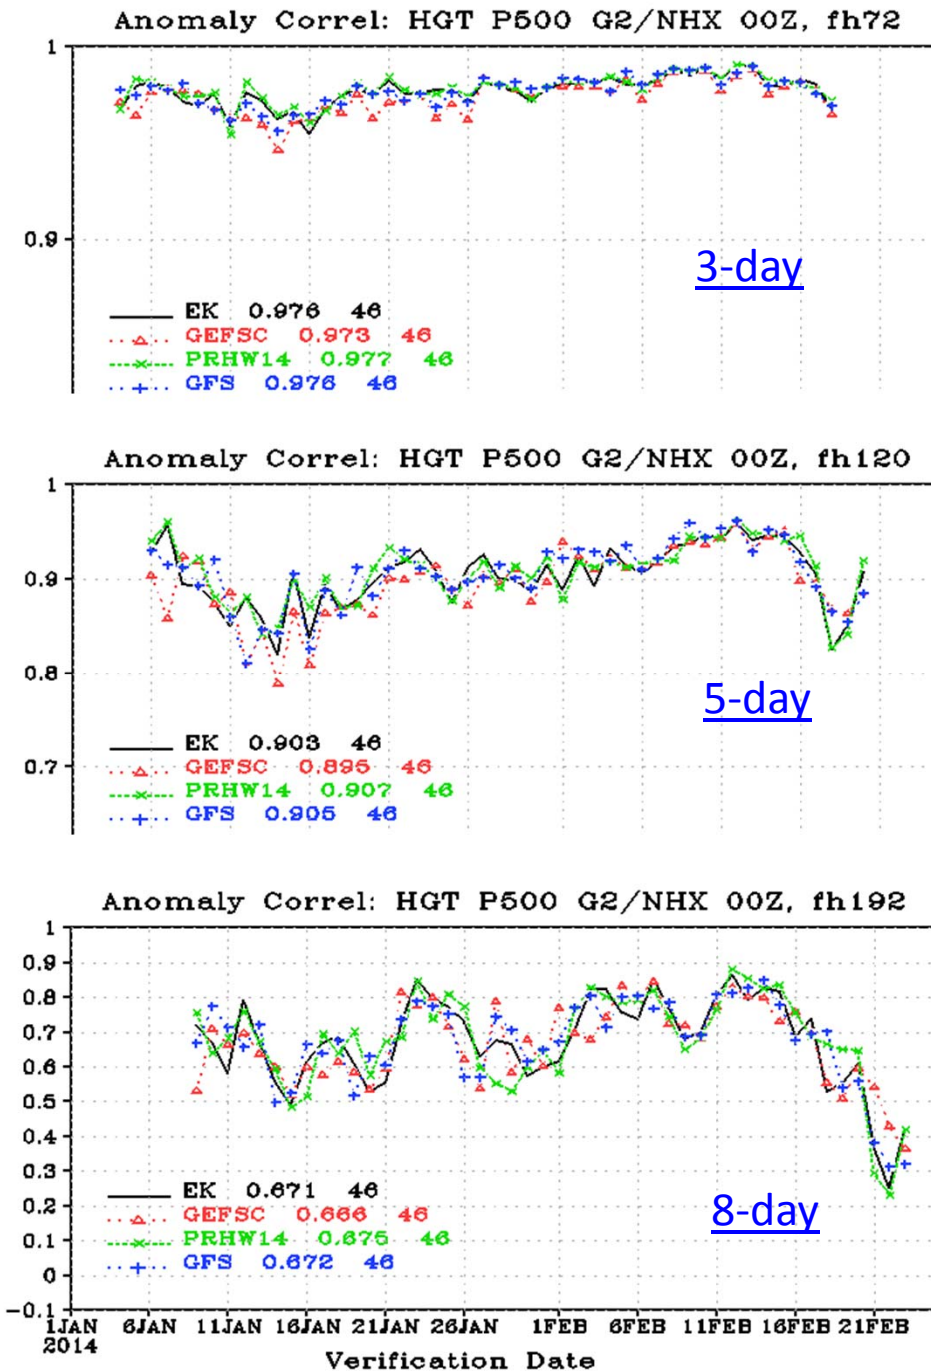 Anomaly Correl: HGT P500 G2/NHX 00Z, fh72
1
0.9
3-day
EK 0.976 46
GEFSC 0.973 46
PRHW14 0.977 46
GFS 0.976 46
Anomaly Correl: HGT P500 G2/NHX 00Z, fh120
1
0.9
0.8
0.7
5-day
EK 0.903 46
GEFSC 0.895 46
PRHW14 0.907 46
GFS 0.905 46
Anomaly Correl: HGT P500 G2/NHX 00Z, fh192
1
0.9
0.8
0.7
0.6
0.5
0.4
0.3
0.2
0.1
0
-0.1
8-day
EK 0.671 46
GEFSC 0.666 46
PRHW14 0.675 46
GFS 0.672 46
1JAN 6JAN 11JAN 16JAN 21JAN 26JAN 1FEB 6FEB 11FEB 16FEB 21FEB
2014
Verification Date